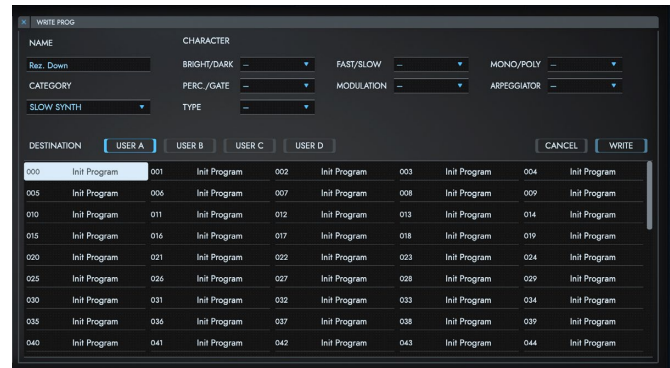 × WRITE PROG
NAME CHARACTER
Rez. Down BRIGHT/DARK – FAST/SLOW – MONO/POLY –
CATEGORY PERC./GATE – MODULATION – ARPEGGIATOR –
SLOW SYNTH TYPE –
DESTINATION USER A USER B USER C USER D CANCEL WRITE
000 Init Program 001 Init Program 002 Init Program 003 Init Program 004 Init Program
005 Init Program 006 Init Program 007 Init Program 008 Init Program 009 Init Program
010 Init Program 011 Init Program 012 Init Program 013 Init Program 014 Init Program
015 Init Program 016 Init Program 017 Init Program 018 Init Program 019 Init Program
020 Init Program 021 Init Program 022 Init Program 023 Init Program 024 Init Program
025 Init Program 026 Init Program 027 Init Program 028 Init Program 029 Init Program
030 Init Program 031 Init Program 032 Init Program 033 Init Program 034 Init Program
035 Init Program 036 Init Program 037 Init Program 038 Init Program 039 Init Program
040 Init Program 041 Init Program 042 Init Program 043 Init Program 044 Init Program